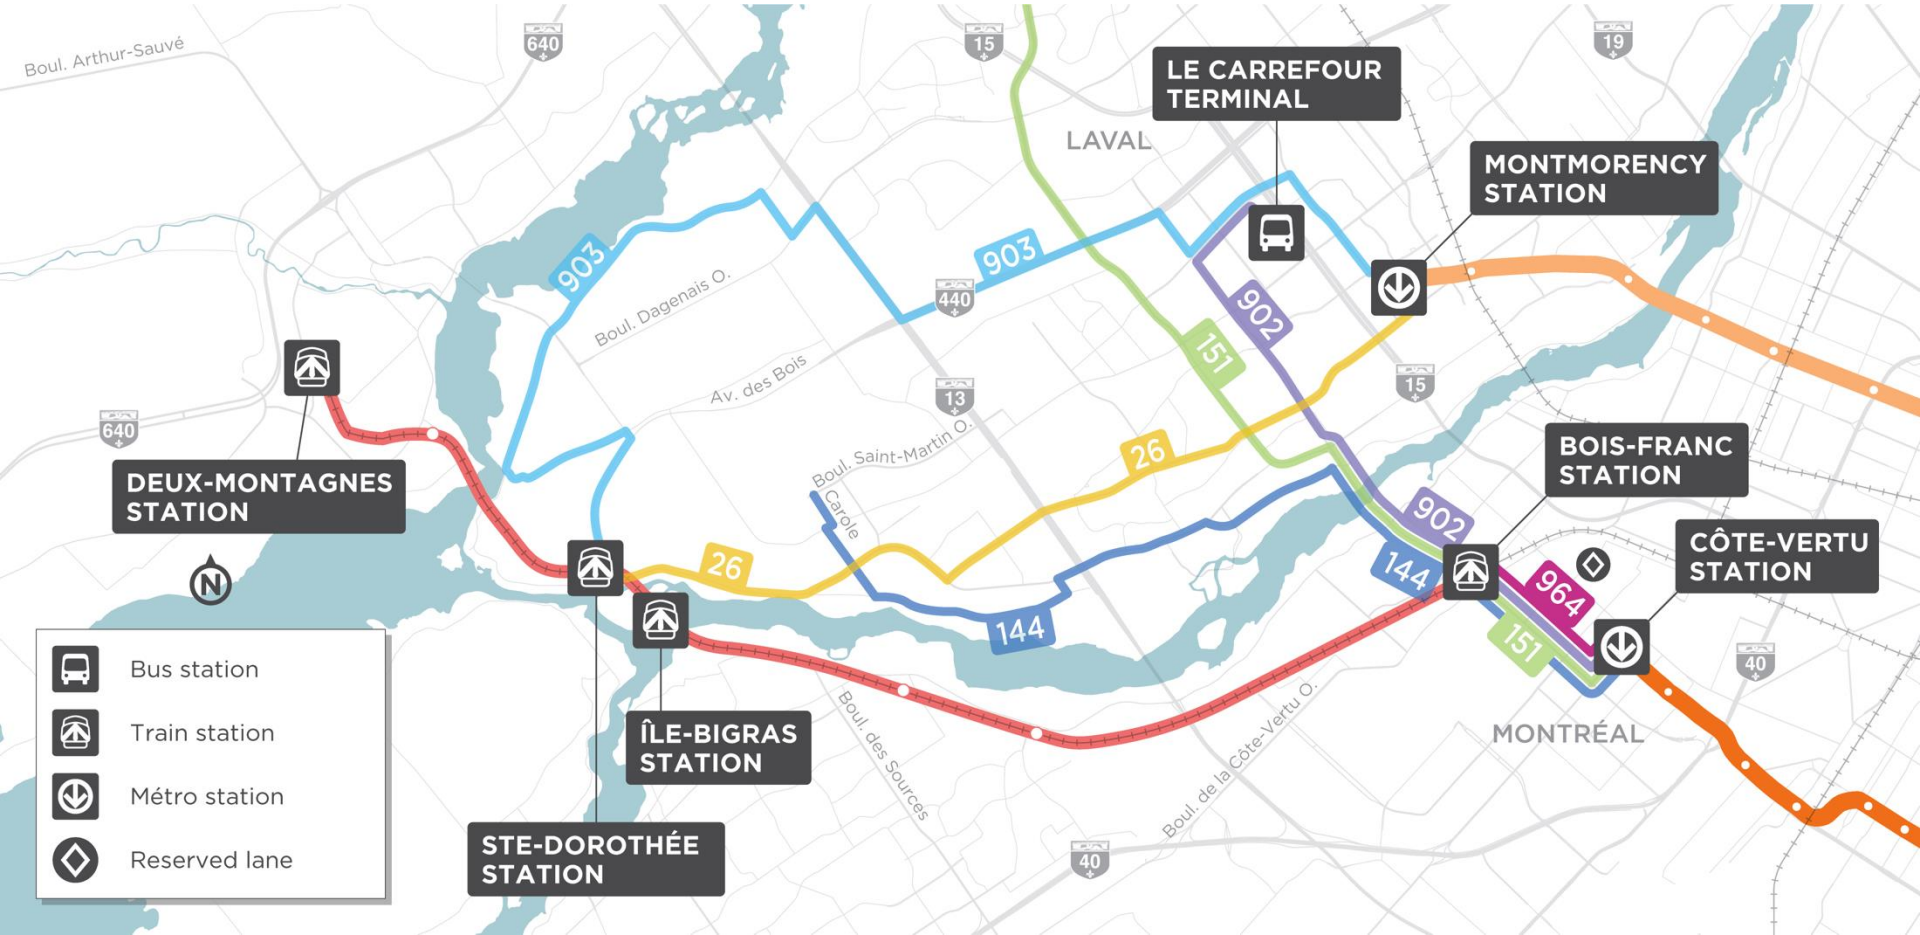 Boul. Arthur-Sauvé
640
15
19
LE CARREFOUR
TERMINAL
LAVAL
MONTMORENCY
STATION
903
903
440
Boul. Dagenais O.
902
151
Av. des Bois
13
15
640
DEUX-MONTAGNES
STATION
Boul. Saint-Martin O.
Carole
26
BOIS-FRANC
STATION
902
CÔTE-VERTU
STATION
N
26
144
964
144
151
40
Bus station
Train station
Métro station
Reserved lane
ÎLE-BIGRAS
STATION
Boul. des Sources
Boul. de la Côte-Vertu O.
MONTRÉAL
STE-DOROTHÉE
STATION
40